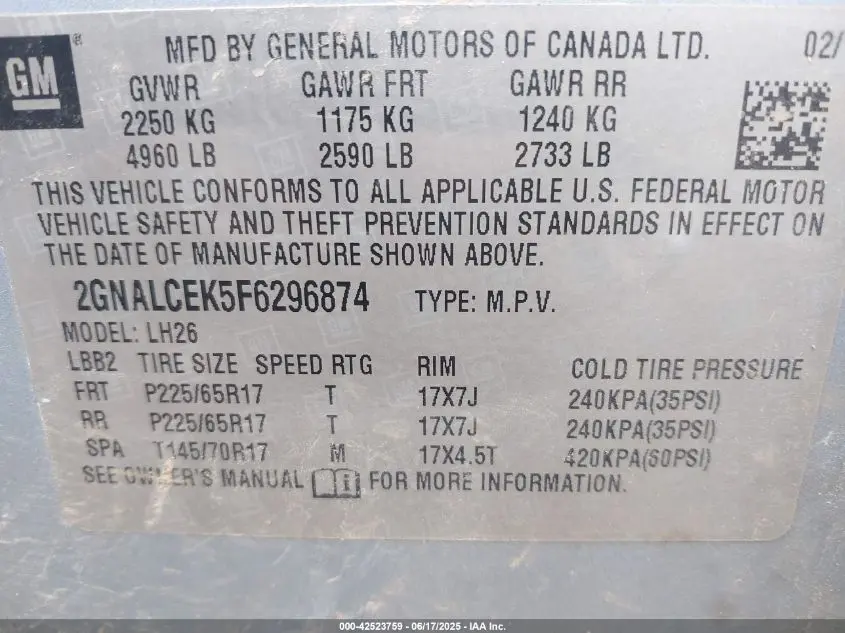 GM ®
MFD BY GENERAL MOTORS OF CANADA LTD. 02/
GVWR GAWR FRT GAWR RR
2250 KG 1175 KG 1240 KG
4960 LB 2590 LB 2733 LB
THIS VEHICLE CONFORMS TO ALL APPLICABLE U.S. FEDERAL MOTOR
VEHICLE SAFETY AND THEFT PREVENTION STANDARDS IN EFFECT ON
THE DATE OF MANUFACTURE SHOWN ABOVE.
2GNALCEK5F6296874 TYPE: M.P.V.
MODEL: LH26
LBB2 TIRE SIZE SPEED RTG RIM COLD TIRE PRESSURE
FRT P225/65R17 T 17X7J 240KPA(35PSI)
RR P225/65R17 T 17X7J 240KPA(35PSI)
SPA T145/70R17 M 17X4.5T 420KPA(60PSI)
SEE OWNER'S MANUAL i FOR MORE INFORMATION.
000-42523759 - 06/17/2025 - IAA Inc.